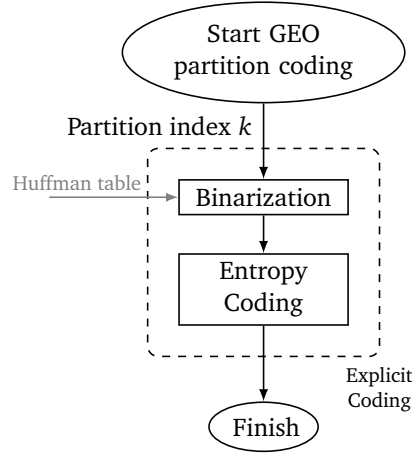 Start GEO
partition coding
Partition index k
Huffman table
Binarization
Entropy
Coding
Explicit
Coding
Finish